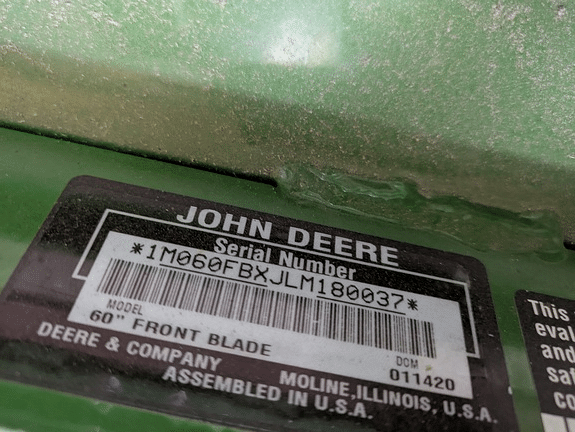 JOHN DEERE
Serial Number
*1M060FBXJLM180037*
MODEL
60" FRONT BLADE
DOM
011420
DEERE & COMPANY
MOLINE, ILLINOIS, U.S.A.
ASSEMBLED IN U.S.A.
This
eval
and
saf
co